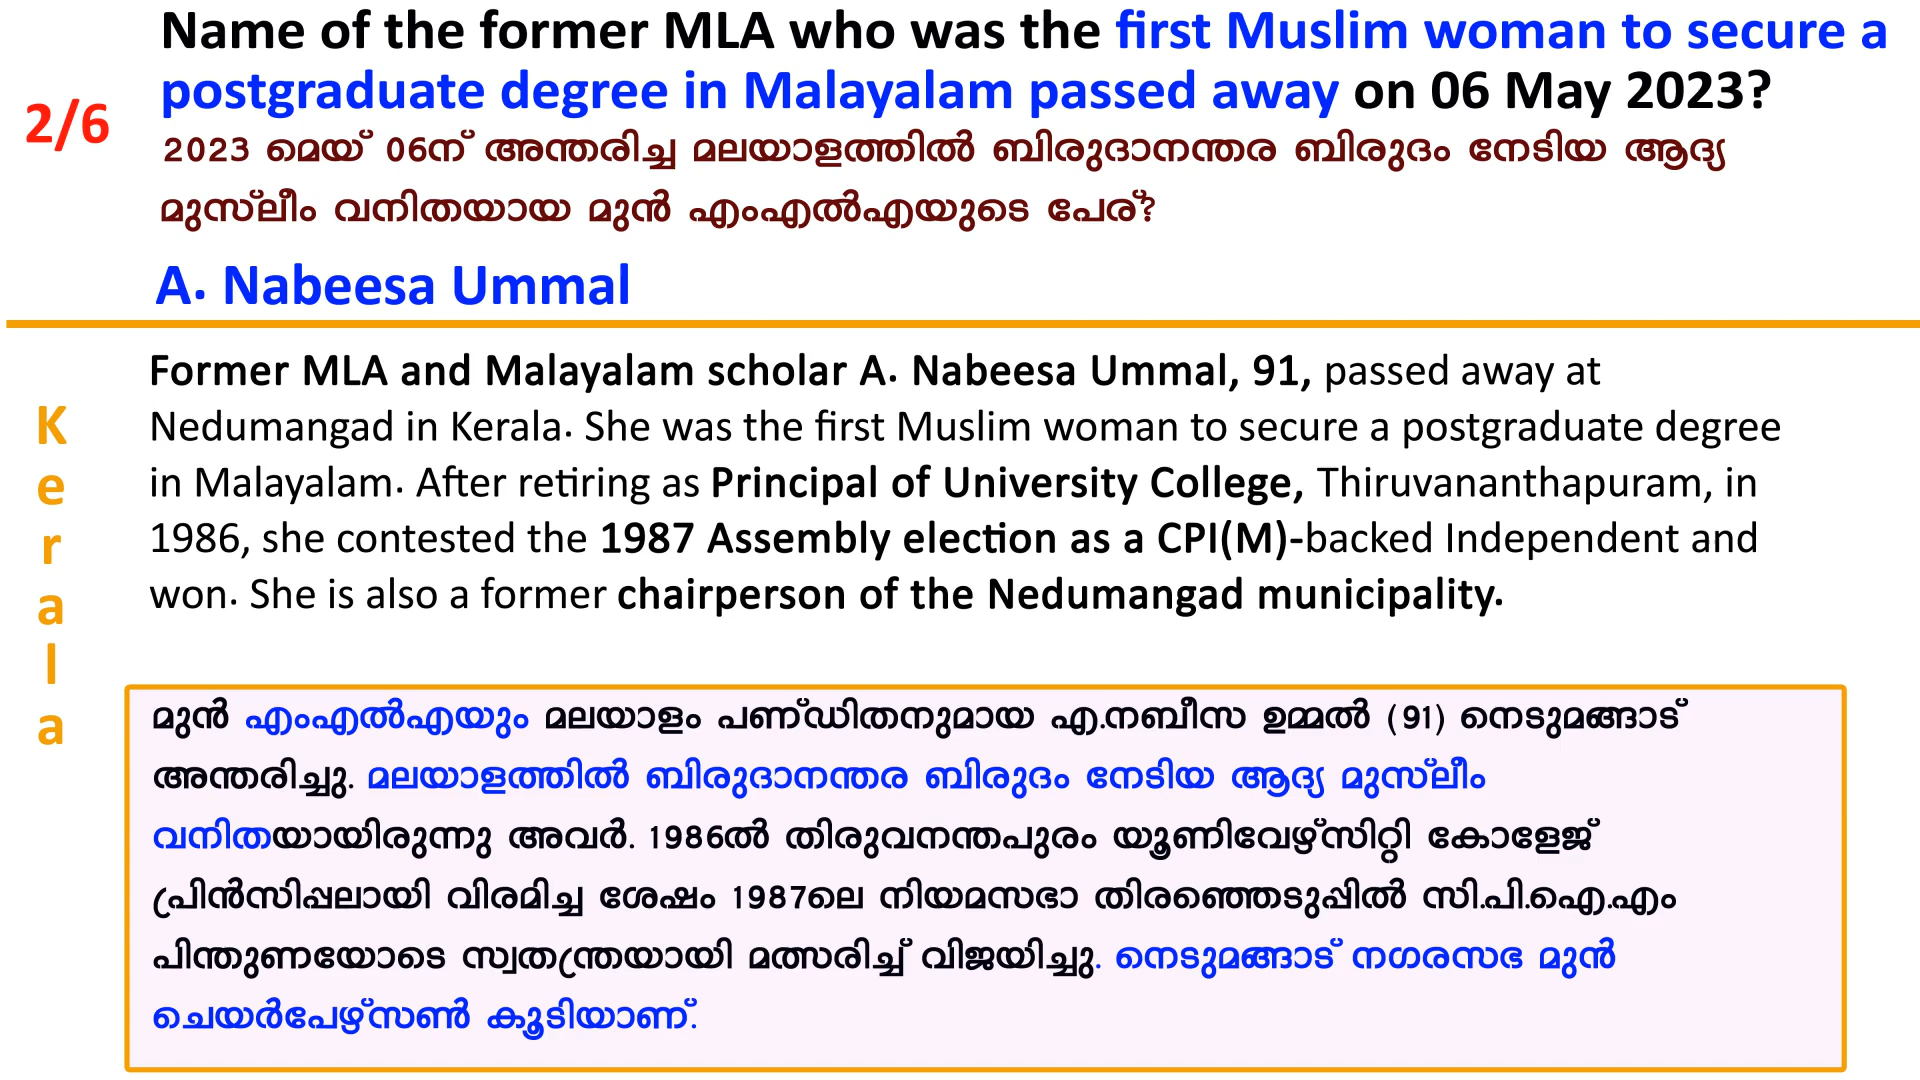 Name of the former MLA who was the first Muslim woman to secure a
postgraduate degree in Malayalam passed away on 06 May 2023?
2/6
2023 മെയ് 06ന് അന്തരിച്ച മലയാളത്തിൽ ബിരുദാനന്തര ബിരുദം നേടിയ ആദ്യ
മുസ്ലീം വനിതയായ മുൻ എംഎൽഎയുടെ പേര്?
A. Nabeesa Ummal
Kerala
Former MLA and Malayalam scholar A. Nabeesa Ummal, 91, passed away at
Nedumangad in Kerala. She was the first Muslim woman to secure a postgraduate degree
in Malayalam. After retiring as Principal of University College, Thiruvananthapuram, in
1986, she contested the 1987 Assembly election as a CPI(M)-backed Independent and
won. She is also a former chairperson of the Nedumangad municipality.
മുൻ എംഎൽഎയും മലയാളം പണ്ഡിതനുമായ എ.നബീസ ഉമ്മൽ (91) നെടുമങ്ങാട്
അന്തരിച്ചു. മലയാളത്തിൽ ബിരുദാനന്തര ബിരുദം നേടിയ ആദ്യ മുസ്ലീം
വനിതയായിരുന്നു അവർ. 1986ൽ തിരുവനന്തപുരം യൂണിവേഴ്സിറ്റി കോളേജ്
പ്രിൻസിപ്പലായി വിരമിച്ച ശേഷം 1987ലെ നിയമസഭാ തിരഞ്ഞെടുപ്പിൽ സി.പി.ഐ.എം
പിന്തുണയോടെ സ്വതന്ത്രയായി മത്സരിച്ച് വിജയിച്ചു. നെടുമങ്ങാട് നഗരസഭ മുൻ
ചെയർപേഴ്സൺ കൂടിയാണ്.